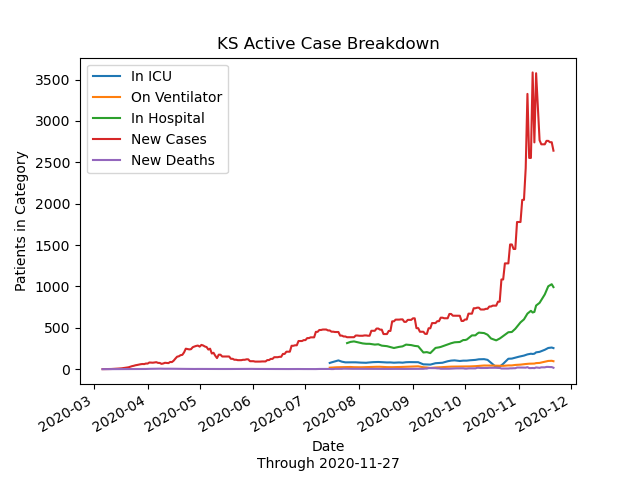 KS Active Case Breakdown
In ICU
On Ventilator
In Hospital
New Cases
New Deaths
Patients in Category
3500
3000
2500
2000
1500
1000
500
0
2020-03
2020-04
2020-05
2020-06
2020-07
2020-08
2020-09
2020-10
2020-11
2020-12
Date
Through 2020-11-27